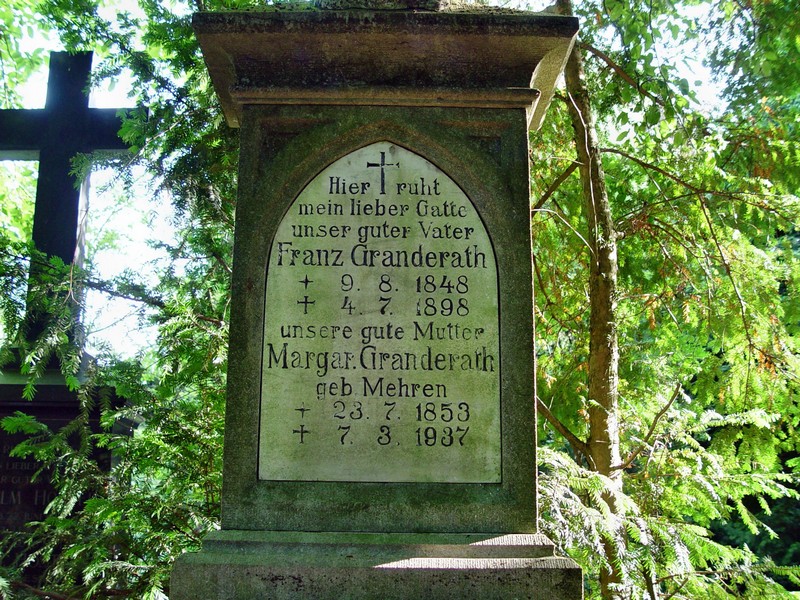 Hier ruht
mein lieber Gatte
unser guter Vater
Franz Granderath
+ 9. 8. 1848
† 4. 7. 1898
unsere gute Mutter
Margar. Granderath
geb Mehren
+ 23. 7. 1853
† 7. 3. 1937